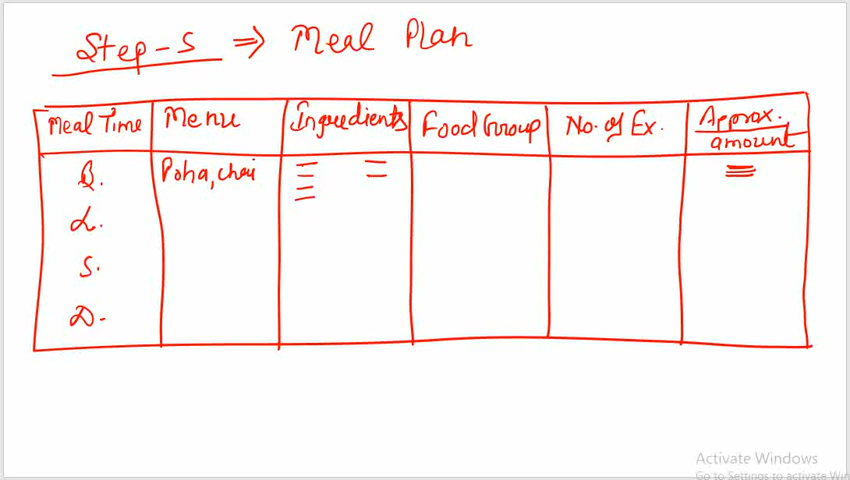 Step-5 ⇒ Meal Plan
Meal Time Menu Ingredients Food Group No. of Ex. Approx. amount
B. Poha, chai
L.
S.
D.
Activate Windows
Go to Settings to activate Win